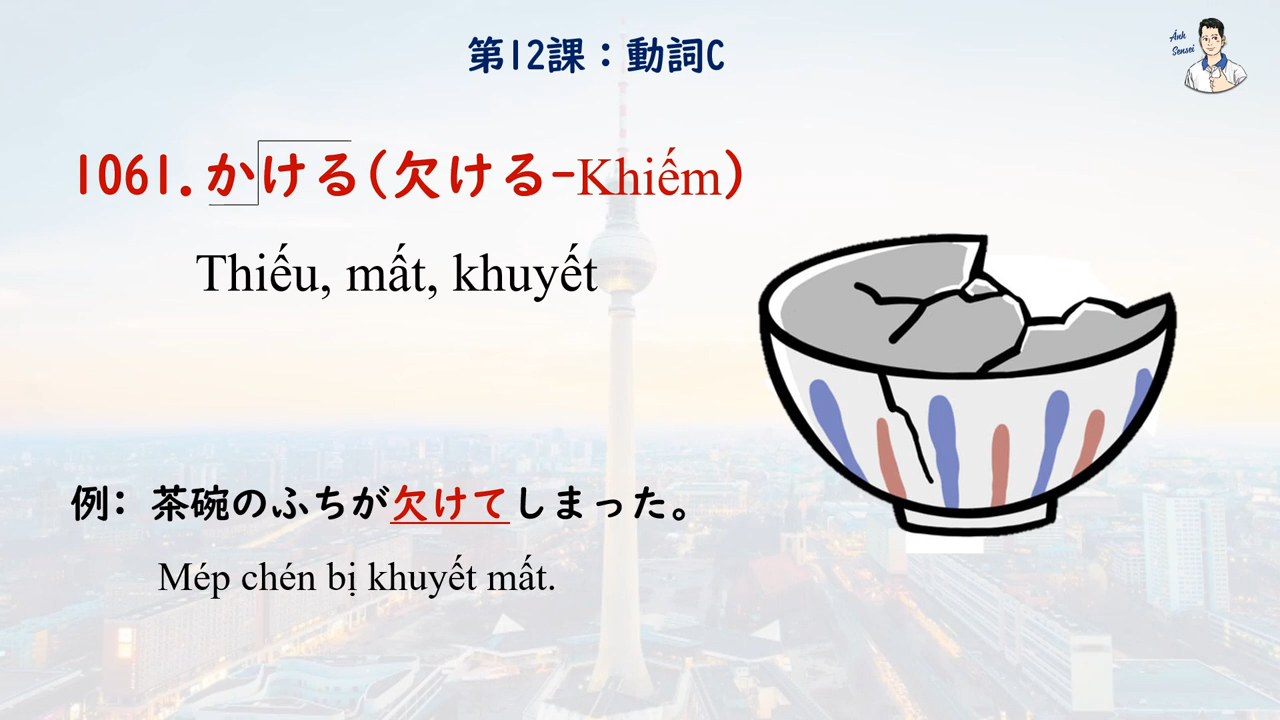 第12課：動詞C
Ánh
Sensei
1061.かける(欠ける-Khiếm)
Thiếu, mất, khuyết
例: 茶碗のふちが欠けてしまった。
Mép chén bị khuyết mất.